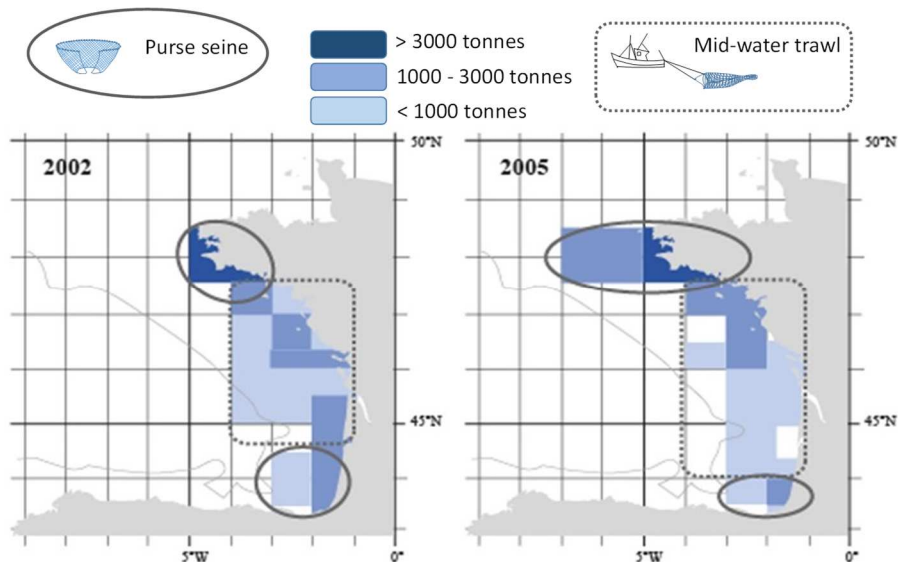 Purse seine
> 3000 tonnes
1000 - 3000 tonnes
< 1000 tonnes
Mid-water trawl
2002
50°N
45°N
5°W
0°
2005
50°N
45°N
5°W
0°